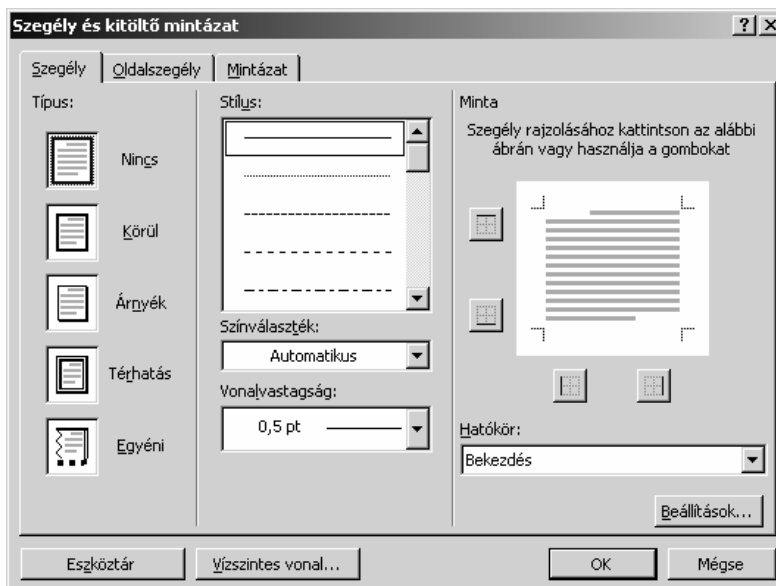 Szegély és kitöltő mintázat
Szegély
Oldalszegély
Mintázat
Típus:
Nincs
Körül
Árnyék
Térhatás
Egyéni
Stílus:
Színválaszték:
Automatikus
Vonalvastagság:
0,5 pt
Minta
Szegély rajzolásához kattintson az alábbi
ábrán vagy használja a gombokat
Hatókör:
Bekezdés
Beállítások...
Eszköztár
Vízszintes vonal...
OK
Mégse